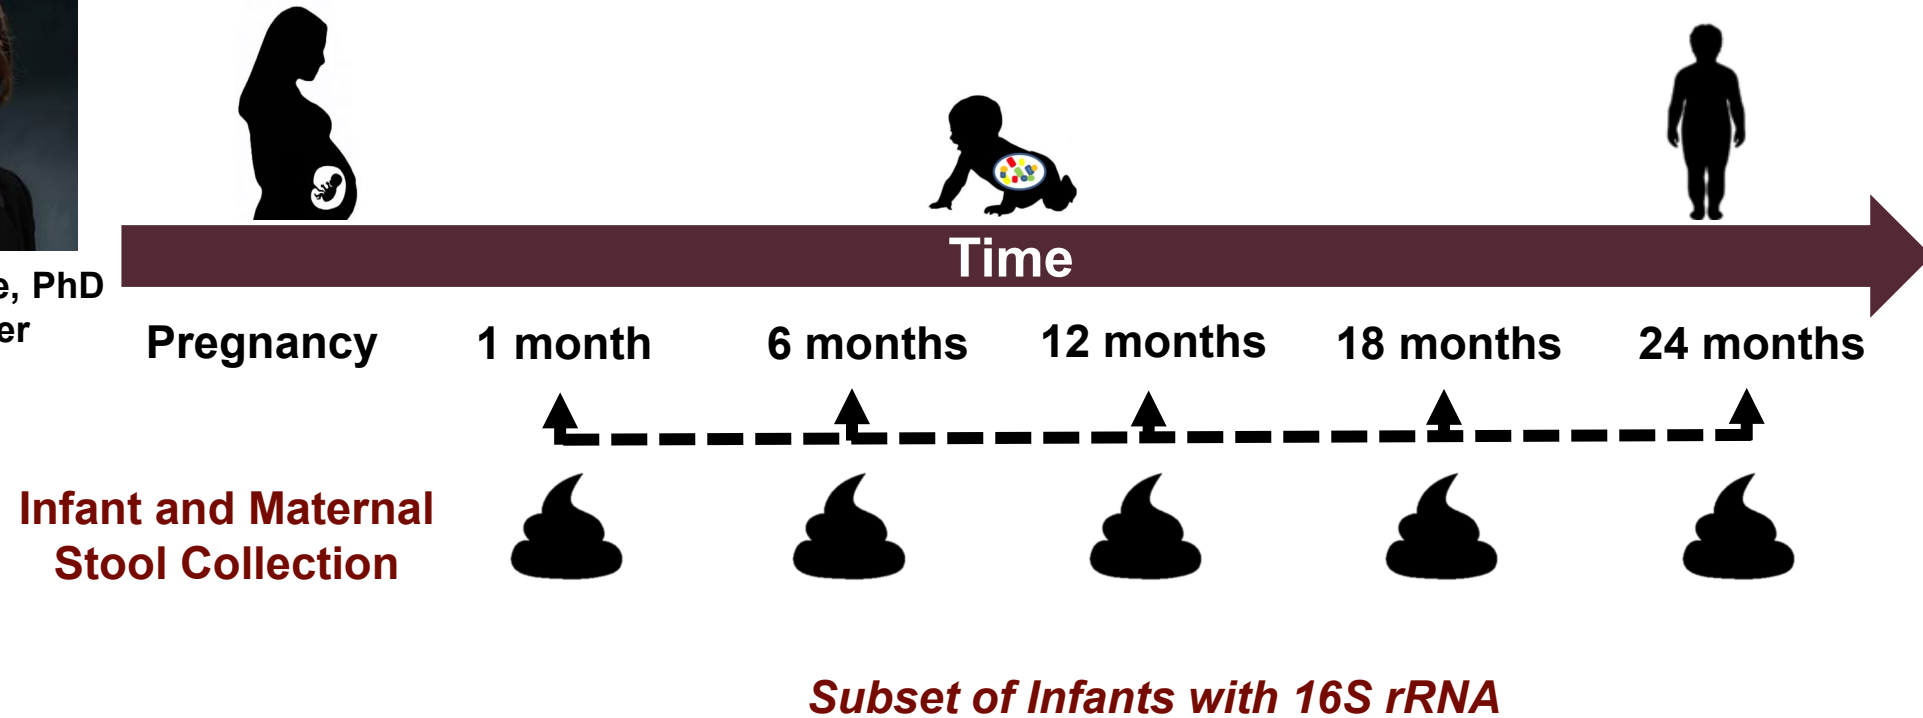 Time
e, PhD
er
Pregnancy 1 month 6 months 12 months 18 months 24 months
Infant and Maternal
Stool Collection
Subset of Infants with 16S rRNA